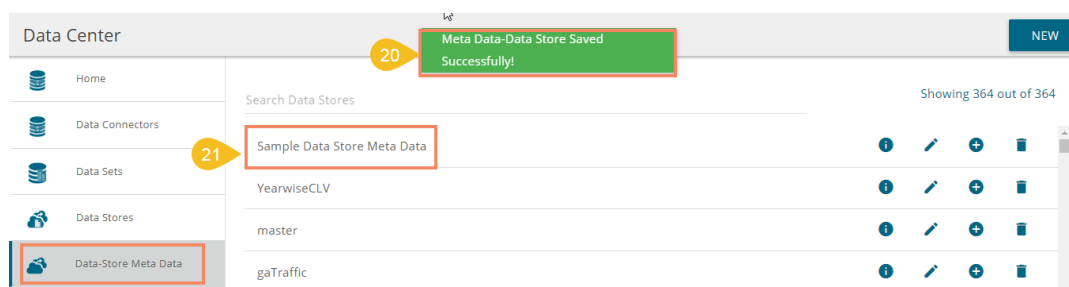 Data Center
Meta Data-Data Store Saved
Successfully!
20
NEW
Home
Search Data Stores
Showing 364 out of 364
Data Connectors
21
Sample Data Store Meta Data
Data Sets
YearwiseCLV
Data Stores
master
Data-Store Meta Data
gaTraffic